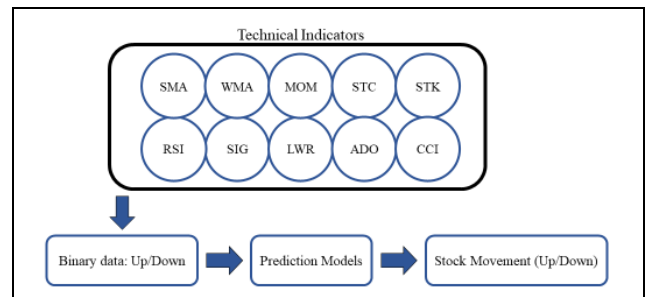 Technical Indicators
SMA WMA MOM STC STK
RSI SIG LWR ADO CCI
Binary data: Up/Down Prediction Models Stock Movement (Up/Down)